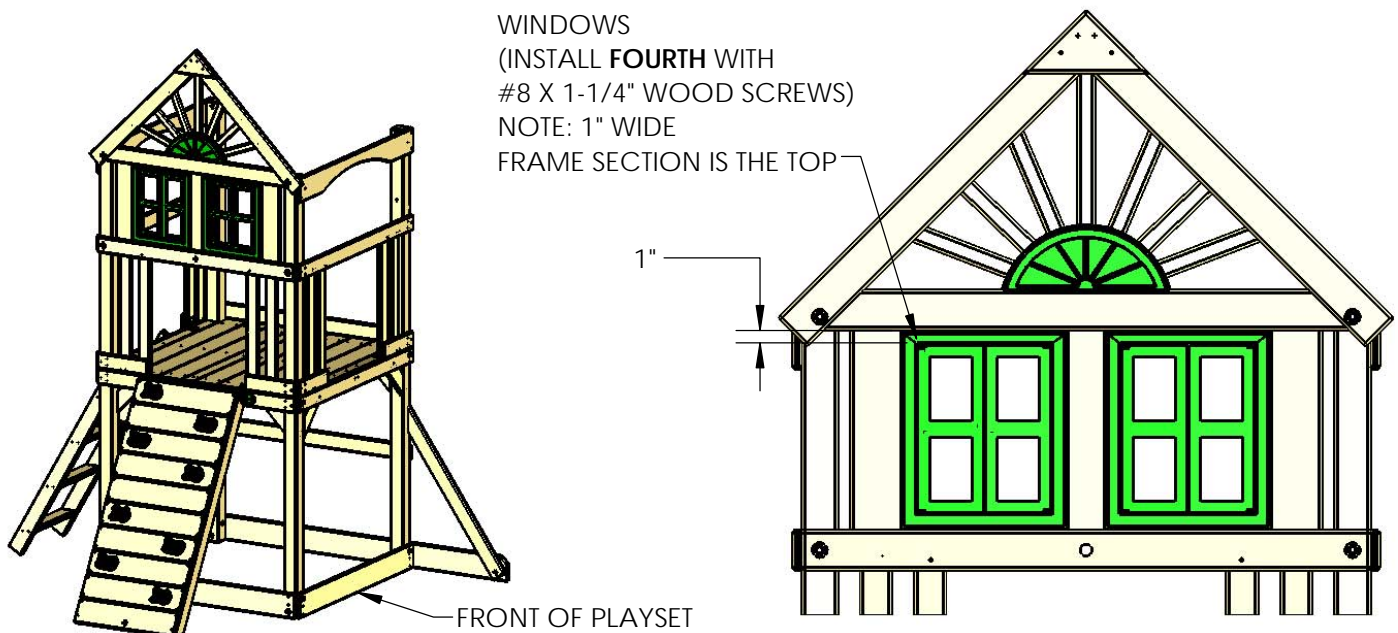 WINDOWS
(INSTALL FOURTH WITH
#8 X 1-1/4" WOOD SCREWS)
NOTE: 1" WIDE
FRAME SECTION IS THE TOP
1"
FRONT OF PLAYSET